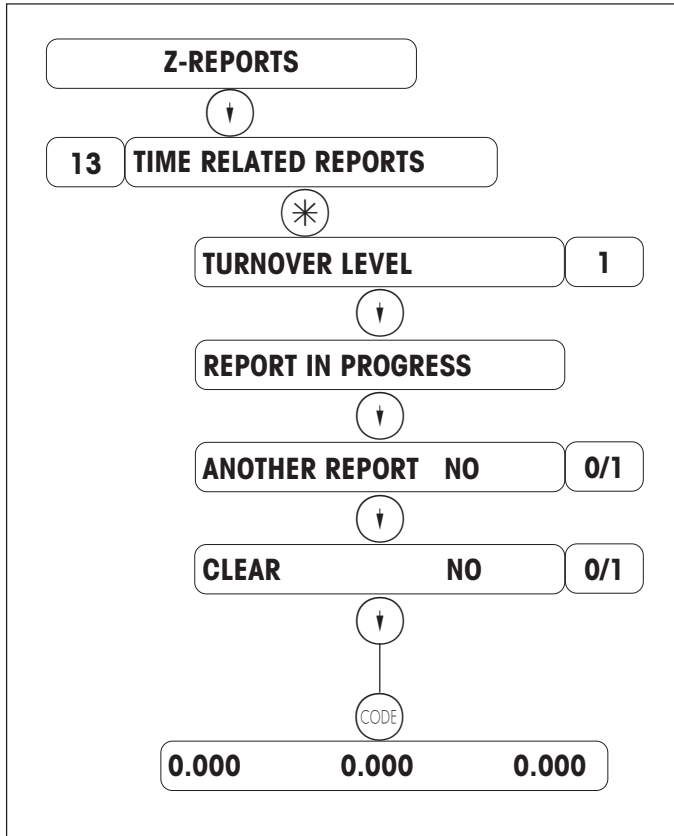 Z-REPORTS
13 TIME RELATED REPORTS
TURNOVER LEVEL 1
REPORT IN PROGRESS
ANOTHER REPORT NO 0/1
CLEAR NO 0/1
CODE
0.000 0.000 0.000